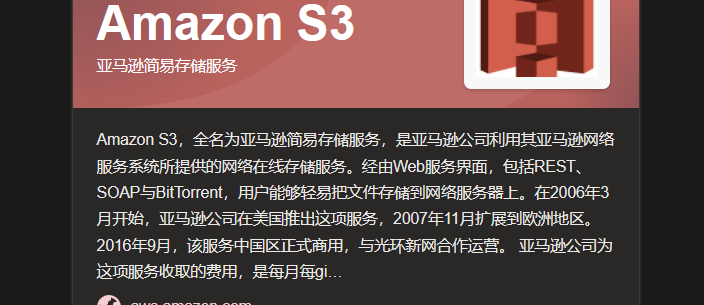 Amazon S3
亚马逊简易存储服务
Amazon S3，全名为亚马逊简易存储服务，是亚马逊公司利用其亚马逊网络
服务系统所提供的网络在线存储服务。经由Web服务界面，包括REST、
SOAP与BitTorrent，用户能够轻易把文件存储到网络服务器上。在2006年3
月开始，亚马逊公司在美国推出这项服务，2007年11月扩展到欧洲地区。
2016年9月，该服务中国区正式商用，与光环新网合作运营。 亚马逊公司为
这项服务收取的费用，是每月每gi…
aws.amazon.com